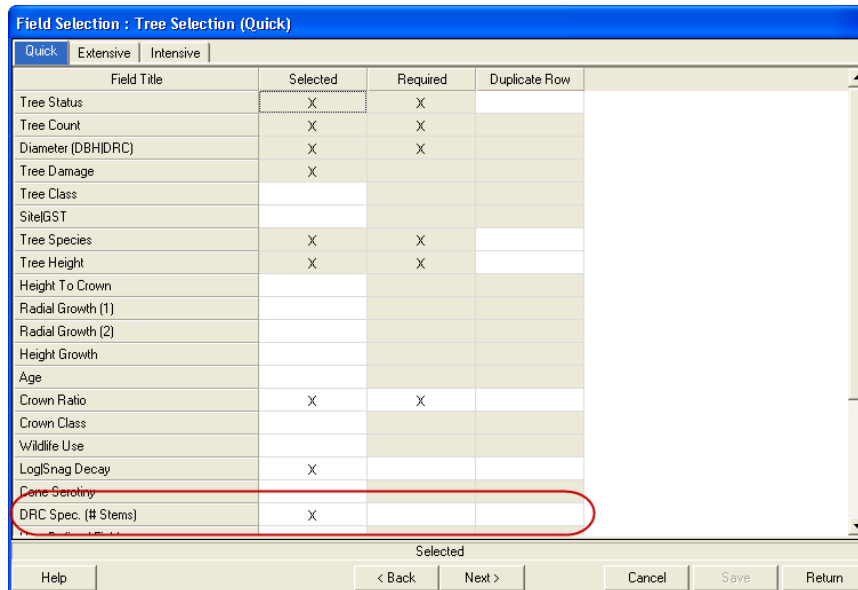 Field Selection : Tree Selection (Quick)
Quick Extensive Intensive
Field Title Selected Required Duplicate Row
Tree Status X X
Tree Count X X
Diameter (DBH|DRC) X X
Tree Damage X
Tree Class
Site|GST
Tree Species X X
Tree Height X X
Height To Crown
Radial Growth (1)
Radial Growth (2)
Height Growth
Age
Crown Ratio X X
Crown Class
Wildlife Use
Log|Snag Decay X
Cone Serotiny
DRC Spec. (# Stems) X
Selected
Help < Back Next > Cancel Save Return